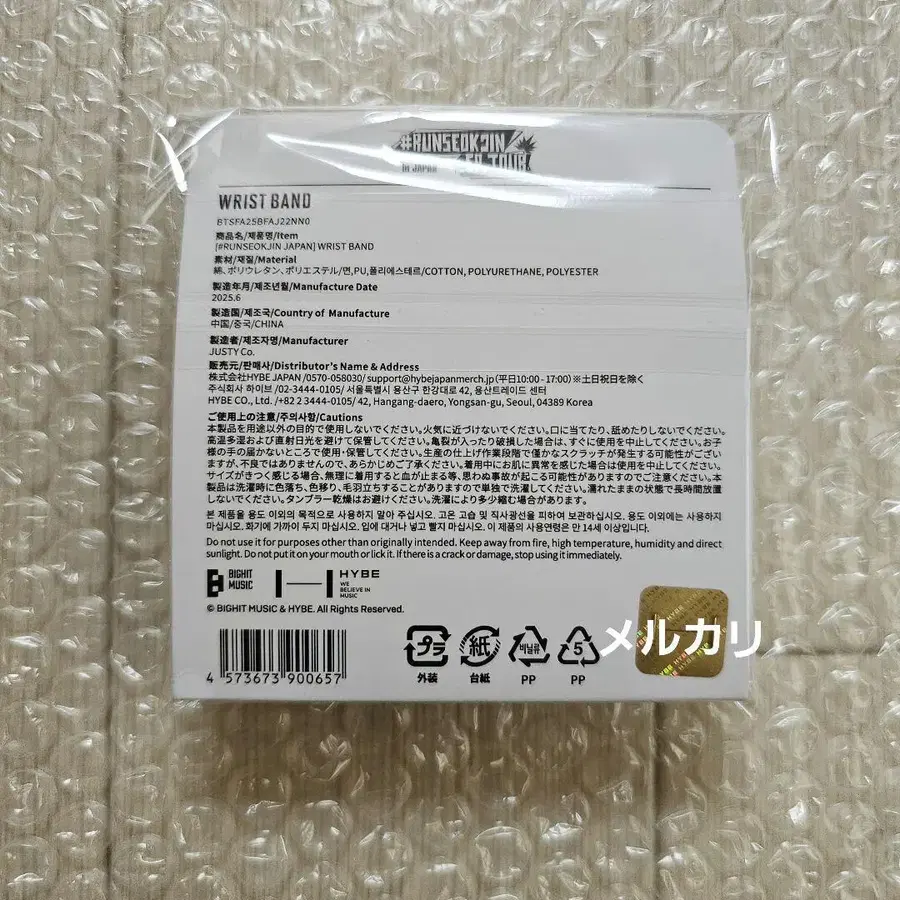 #RUNSEOKJIN
IN JAPAN
EP.TOUR
WRIST BAND
BTSFA25BFAJ22NN0
商品名/제품명/Item
[#RUNSEOKJIN JAPAN] WRIST BAND
素材/재질/Material
綿、ポリウレタン、ポリエステル/면,PU,폴리에스테르/COTTON, POLYURETHANE, POLYESTER
製造年月/제조년월/Manufacture Date
2025.6
製造国/제조국/Country of Manufacture
中国/중국/CHINA
製造者/제조자명/Manufacturer
JUSTY Co.
販売元/판매사/Distributor's Name & Address
株式会社HYBE JAPAN /0570-058030/ support@hybejapanmerch.jp (平日10:00 - 17:00) ※土日祝日を除く
주식회사 하이브 /02-3444-0105/ 서울특별시 용산구 한강대로 42, 용산트레이드 센터
HYBE CO., Ltd. /+82 2 3444-0105/ 42, Hangang-daero, Yongsan-gu, Seoul, 04389 Korea
ご使用上の注意/주의사항/Cautions
本製品を用途以外の目的で使用しないでください。火気に近づけないでください。口に当てたり、舐めたりしないでください。
高温多湿および直射日光を避けて保管してください。亀裂が入ったり破損した場合は、すぐに使用を中止してください。お子
様の手の届かないところで使用・保管してください。生産の仕上げ作業段階で僅かなスクラッチが発生する可能性がござい
ますが、不良ではありませんので、あらかじめご了承ください。着用中にお肌に異常を感じた場合は使用を中止してください。
サイズがきつく感じる場合、無理に着用すると血が止まる等、思わぬ事故が起こる可能性がありますのでご注意ください。本
製品は洗濯時に色落ち、色移り、毛羽立ちすることがありますので単独で洗濯してください。濡れたままの状態で長時間放置
しないでください。タンブラー乾燥はお避けください。洗濯により多少縮む場合があります。
본 제품을 용도 이외의 목적으로 사용하지 말아 주십시오. 고온 고습 및 직사광선을 피하여 보관하십시오. 용도 이외에는 사용하지
마십시오. 화기에 가까이 두지 마십시오. 입에 대거나 넣고 빨지 마십시오. 이 제품의 사용연령은 만 14세 이상입니다.
Do not use it for purposes other than originally intended. Keep away from fire, high temperature, humidity and direct
sunlight. Do not put it on your mouth or lick it. If there is a crack or damage, stop using it immediately.
BIGHIT
MUSIC
HYBE
WE
BELIEVE IN
MUSIC
© BIGHIT MUSIC & HYBE. All Rights Reserved.
4 573673 900657
プラ
外装
紙
台紙
비닐류
PP
5
PP
メルカリ
HYBE